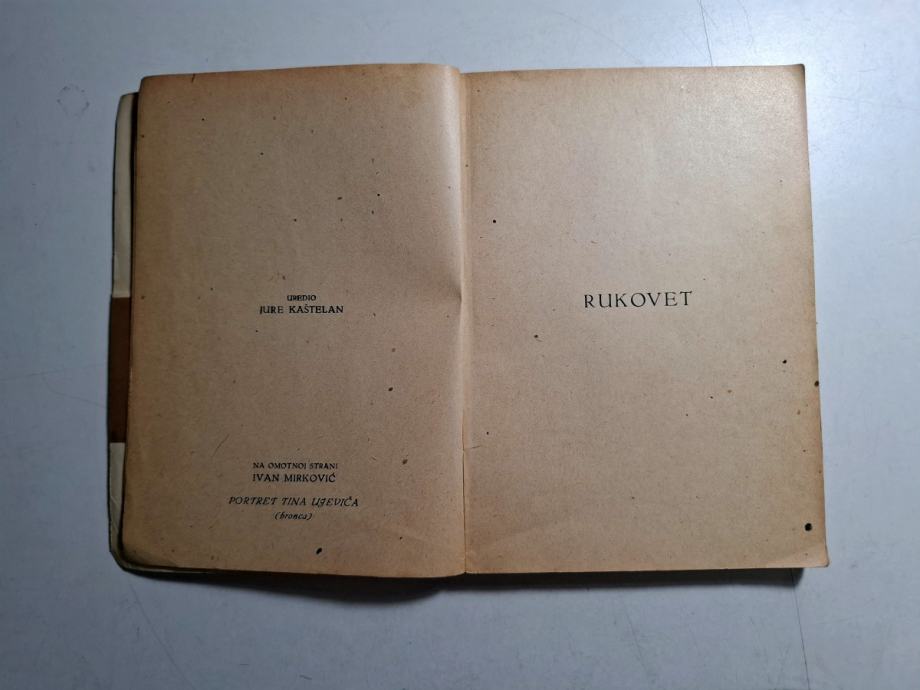 UREDIO
JURE KAŠTELAN
NA OMOTNOJ STRANI
IVAN MIRKOVIĆ
PORTRET TINA UJEVIĆA
(bronca)
RUKOVET